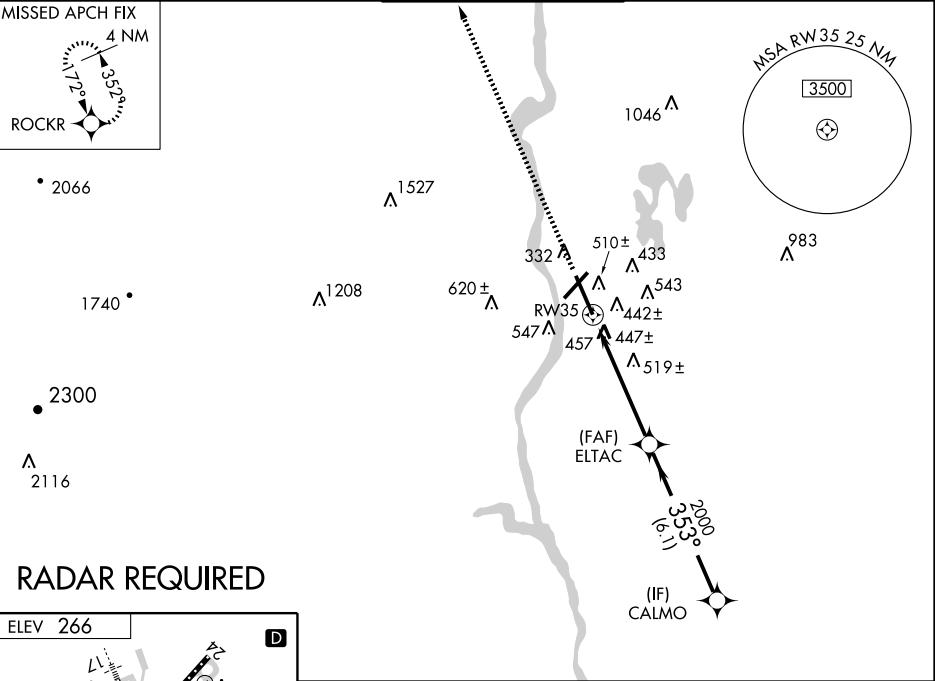 MISSED APCH FIX
4 NM
172°
352°
ROCKR
MSA RW35 25 NM
3500
1046
2066
1527
983
332
510±
433
543
1740
1208
620±
RW35
442±
547
457
447±
519±
2300
(FAF)
ELTAC
2116
2000
353°
(6.1)
RADAR REQUIRED
(IF)
CALMO
ELEV 266
D
17
24